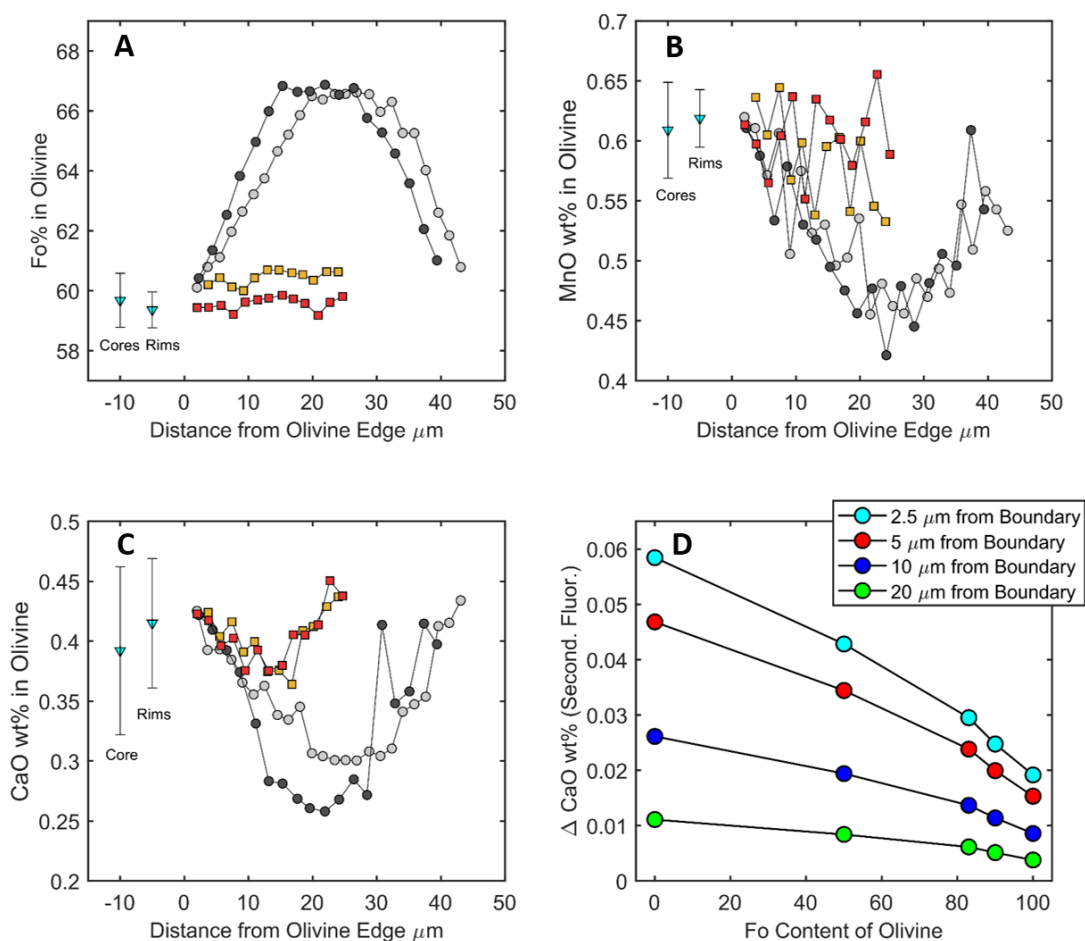 A
Fo% in Olivine
68
66
64
62
60
58
Cores
Rims
-10
0
10
20
30
40
50
Distance from Olivine Edge μm
B
MnO wt% in Olivine
0.65
0.6
0.55
0.5
0.45
0.4
Cores
Rims
-10
0
10
20
30
40
50
Distance from Olivine Edge μm
C
CaO wt% in Olivine
0.5
0.45
0.4
0.35
0.3
0.25
0.2
Core
Rims
-10
0
10
20
30
40
50
Distance from Olivine Edge μm
D
2.5 μm from Boundary
5 μm from Boundary
10 μm from Boundary
20 μm from Boundary
Δ CaO wt% (Second. Fluor.)
0.06
0.05
0.04
0.03
0.02
0.01
0
0
20
40
60
80
100
Fo Content of Olivine